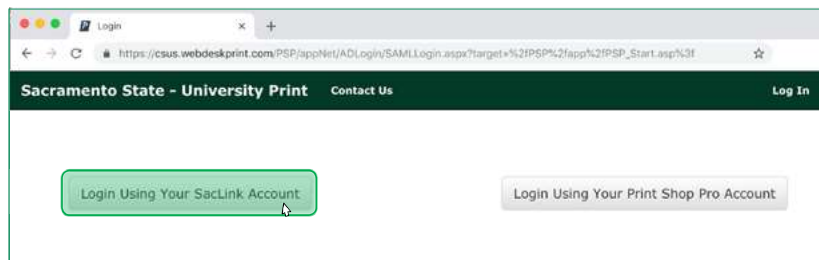 Login
https://csus.webdeskprint.com/PSP/appNet/ADLogin/SAMLLogin.aspx?target=%2fPSP%2fapp%2fPSP_Start.asp%3f
Sacramento State - University Print Contact Us Log In
Login Using Your SacLink Account Login Using Your Print Shop Pro Account